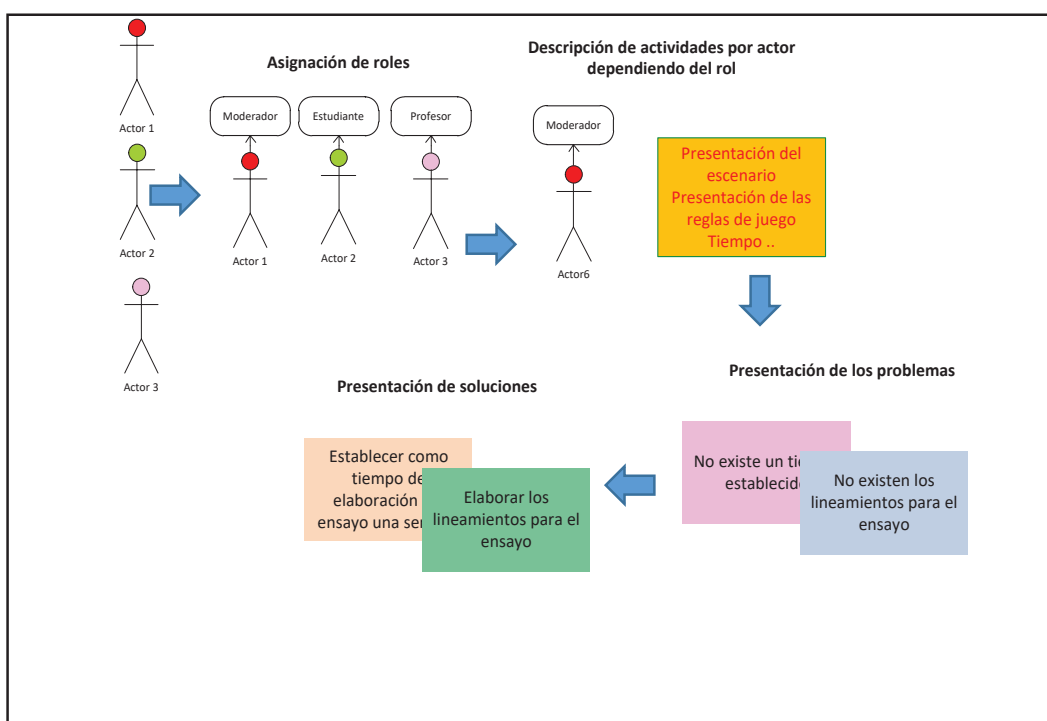 Actor 1
Actor 2
Actor 3
Asignación de roles
Moderador
Estudiante
Profesor
Actor 1
Actor 2
Actor 3
Descripción de actividades por actor
dependiendo del rol
Moderador
Actor6
Presentación del
escenario
Presentación de las
reglas de juego
Tiempo ..
Presentación de los problemas
No existe un
establecido
No existen los
lineamientos para el
ensayo
Presentación de soluciones
Establecer como
tiempo de
elaboración
ensayo una
Elaborar los
lineamientos para el
ensayo